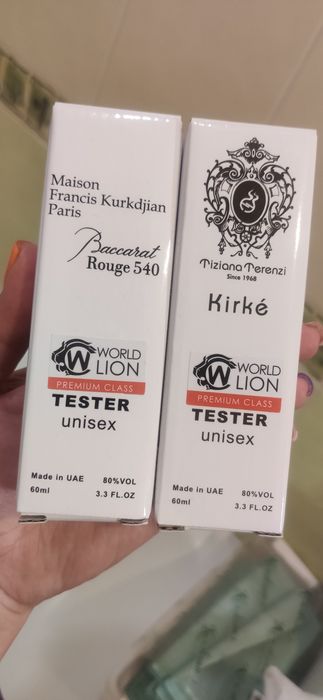 Maison
Francis Kurkdjian
Paris
Baccarat
Rouge 540
W WORLD
LION
PREMIUM CLASS
TESTER
unisex
Made in UAE 80%VOL
60ml 3.3 FL.OZ
Tiziana Terenzi
Since 1968
Kirké
W WORLD
LION
PREMIUM CLASS
TESTER
unisex
Made in UAE 80%VOL
60ml 3.3 FL.OZ